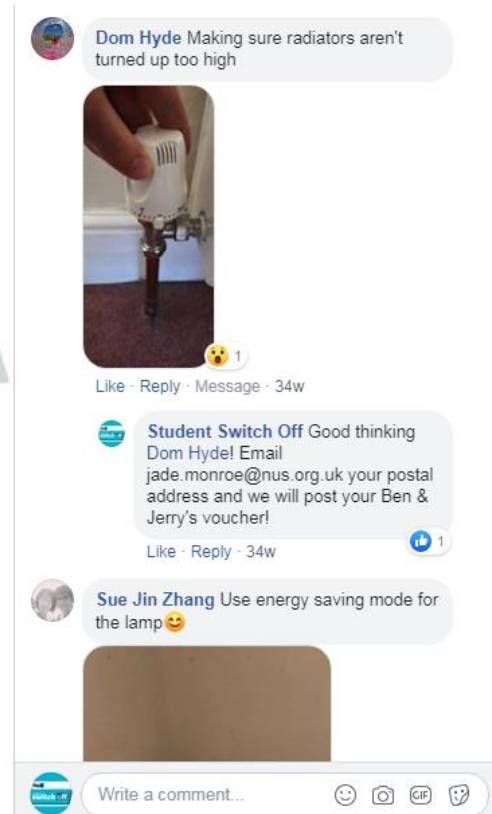 Dom Hyde Making sure radiators aren't
turned up too high
1
Like · Reply · Message · 34w
Student Switch Off Good thinking
Dom Hyde! Email
jade.monroe@nus.org.uk your postal
address and we will post your Ben &
Jerry's voucher!
1
Like · Reply · 34w
Sue Jin Zhang Use energy saving mode for
the lamp😊
Write a comment...
GIF